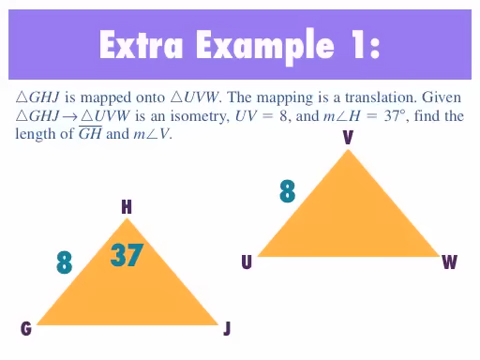 Extra Example 1:
△GHJ is mapped onto △UVW. The mapping is a translation. Given
△GHJ → △UVW is an isometry, UV = 8, and m∠H = 37°, find the
length of G̅H̅ and m∠V.
V
8
H
U
W
8
37
G
J